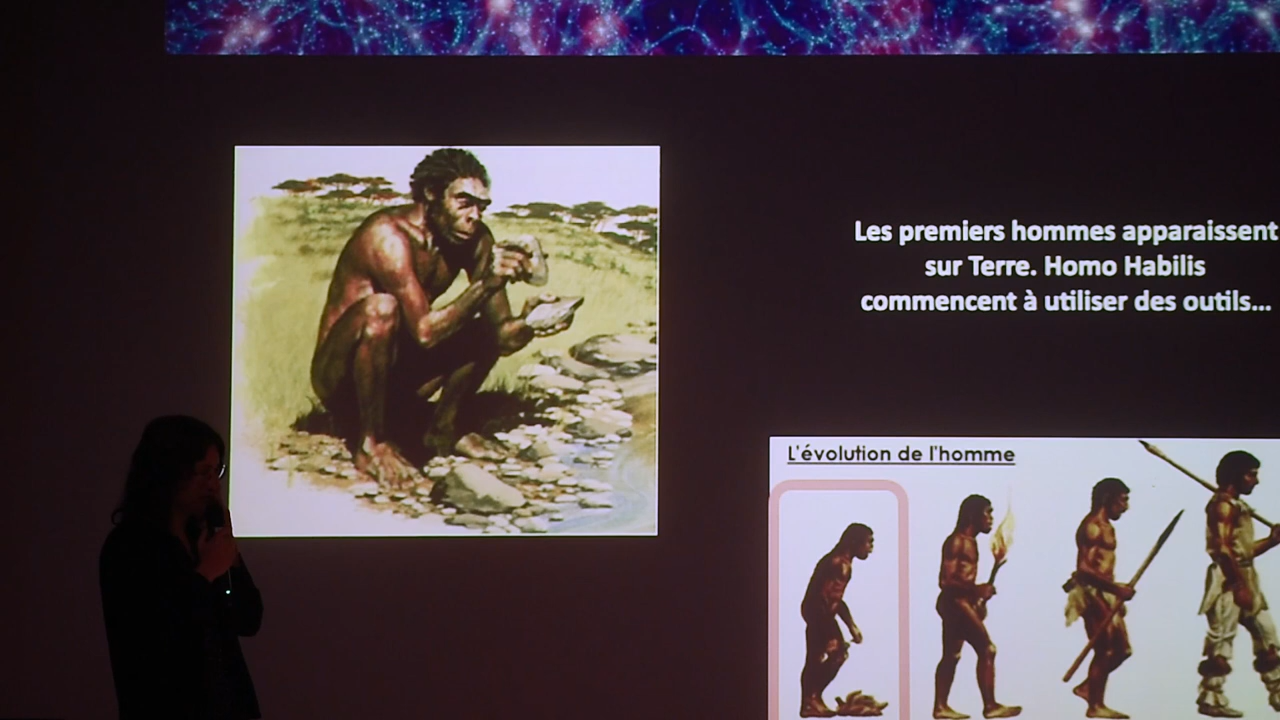 Les premiers hommes apparaissent
sur Terre. Homo Habilis
commencent à utiliser des outils...
L'évolution de l'homme